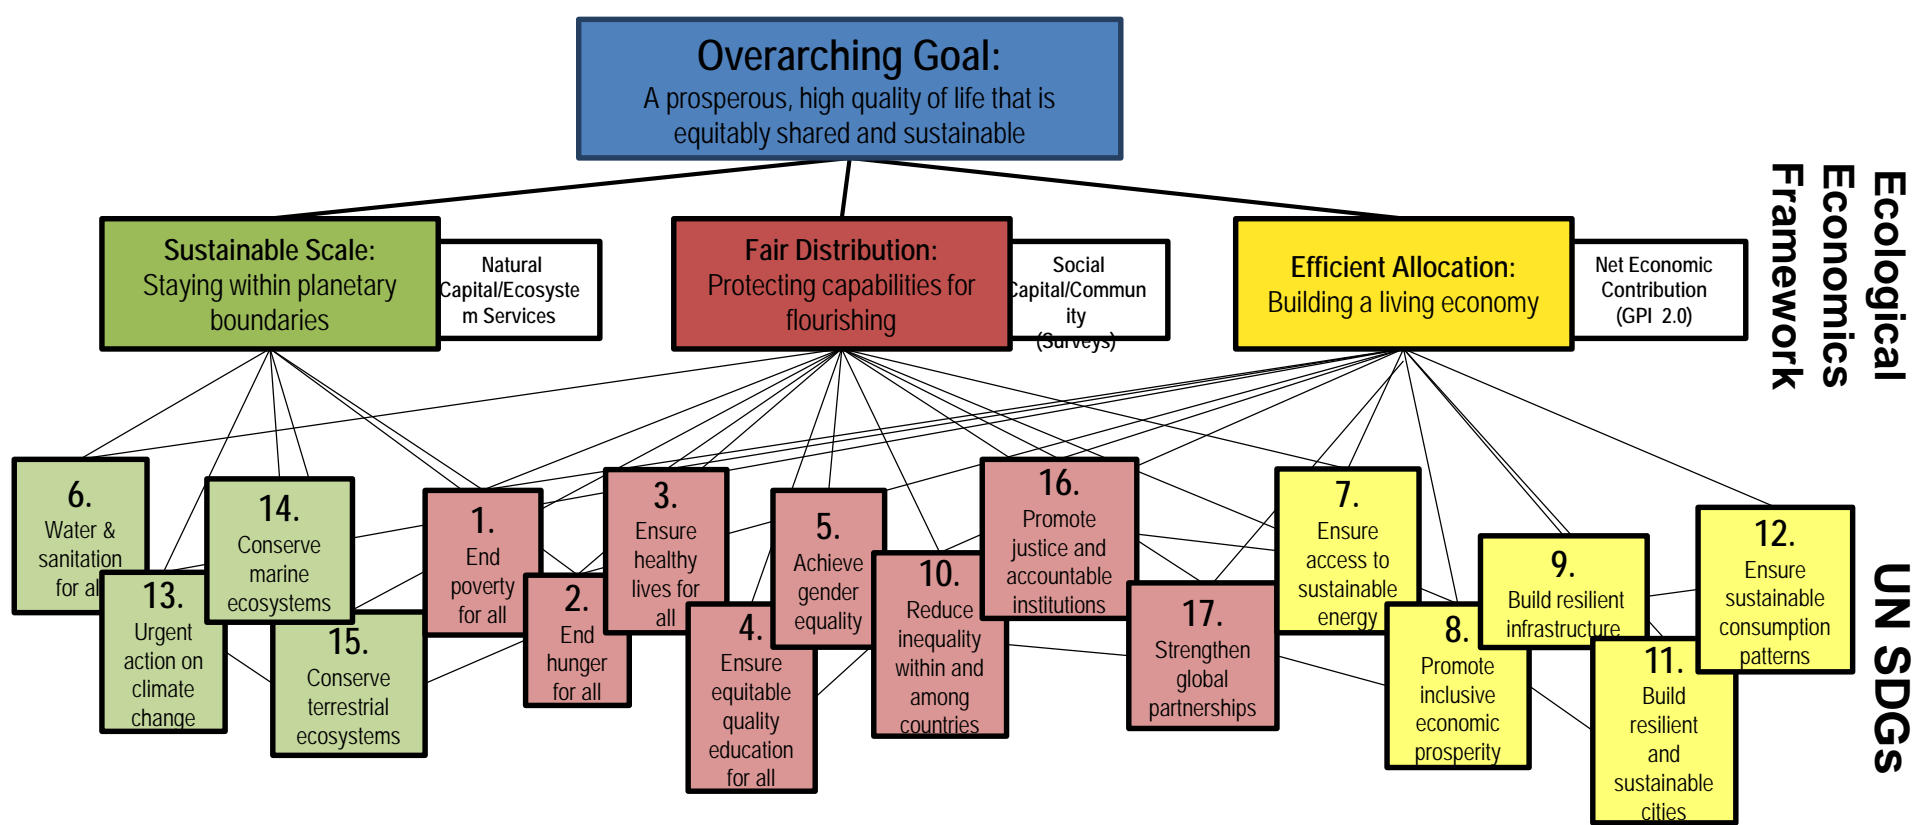 Overarching Goal:
A prosperous, high quality of life that is
equitably shared and sustainable
Sustainable Scale:
Staying within planetary
boundaries
Natural
Capital/Ecosyste
m Services
Fair Distribution:
Protecting capabilities for
flourishing
Social
Capital/Commun
ity
(Surveys)
Efficient Allocation:
Building a living economy
Net Economic
Contribution
(GPI 2.0)
Ecological
Economics
Framework
6.
Water &
sanitation
for all
13.
Urgent
action on
climate
change
14.
Conserve
marine
ecosystems
15.
Conserve
terrestrial
ecosystems
1.
End
poverty
for all
2.
End
hunger
for all
3.
Ensure
healthy
lives for
all
4.
Ensure
equitable
quality
education
for all
5.
Achieve
gender
equality
10.
Reduce
inequality
within and
among
countries
16.
Promote
justice and
accountable
institutions
17.
Strengthen
global
partnerships
7.
Ensure
access to
sustainable
energy
8.
Promote
inclusive
economic
prosperity
9.
Build resilient
infrastructure
11.
Build
resilient
and
sustainable
cities
12.
Ensure
sustainable
consumption
patterns
UN SDGs